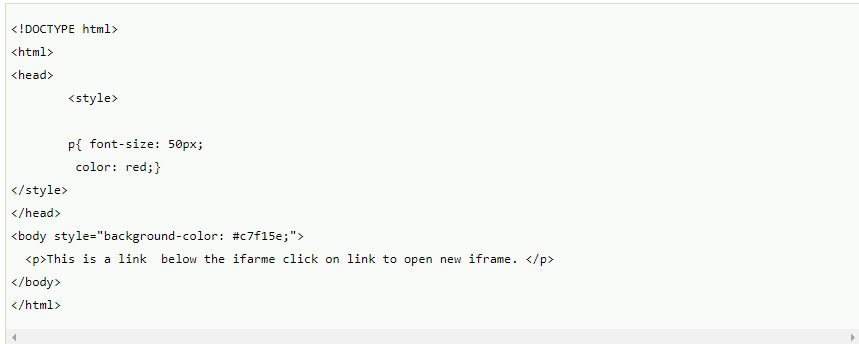 <!DOCTYPE html>
<html>
<head>
<style>
p{ font-size: 50px;
color: red;}
</style>
</head>
<body style="background-color: #c7f15e;">
<p>This is a link  below the ifarme click on link to open new iframe. </p>
</body>
</html>